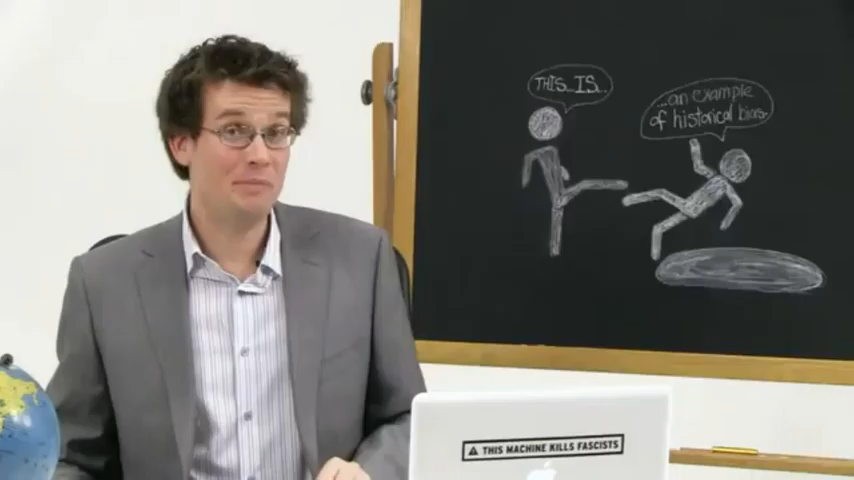 THIS...IS...
...an example
of historical bias.
THIS MACHINE KILLS FASCISTS